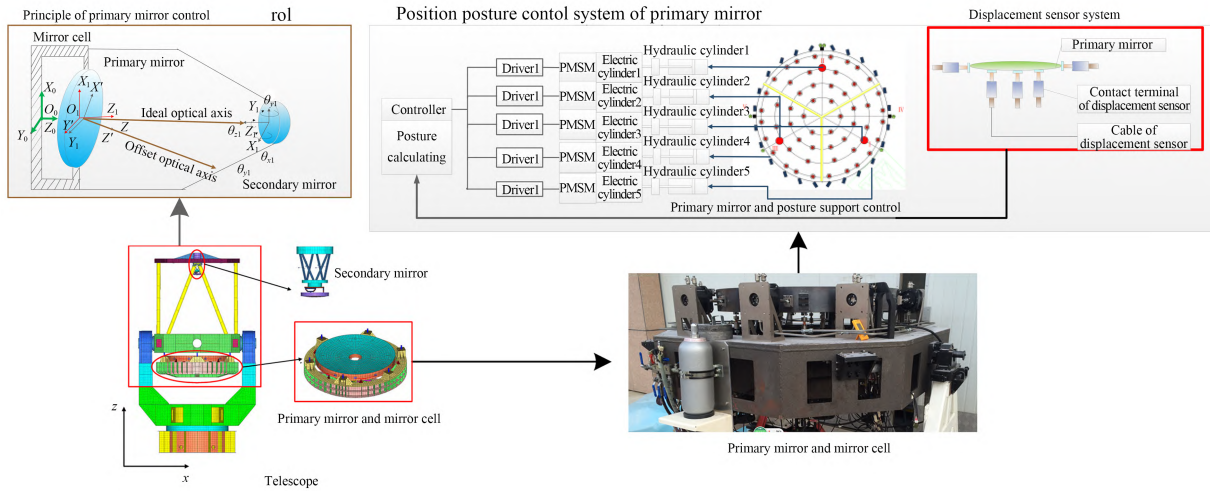 Principle of primary mirror control
rol
Mirror cell
Primary mirror
X₀
O₀
Y₀
Z₀
X₁
X'
O₁
Y'
Y₁
Z₁
Z
Z'
Ideal optical axis
Offset optical axis
θz1
Y₁
θy1
Z₁
X₁
θx1
θy1
Secondary mirror
Position posture contol system of primary mirror
Controller
Posture
calculating
Driver1
PMSM
Electric
cylinder1
Hydraulic cylinder1
Driver1
PMSM
Electric
cylinder2
Hydraulic cylinder2
Driver1
PMSM
Electric
cylinder3
Hydraulic cylinder3
Driver1
PMSM
Electric
cylinder4
Hydraulic cylinder4
Driver1
PMSM
Electric
cylinder5
Hydraulic cylinder5
Primary mirror and posture support control
Displacement sensor system
Primary mirror
Contact terminal
of displacement sensor
Cable of
displacement sensor
Secondary mirror
Primary mirror and mirror cell
z
x
Telescope
Primary mirror and mirror cell